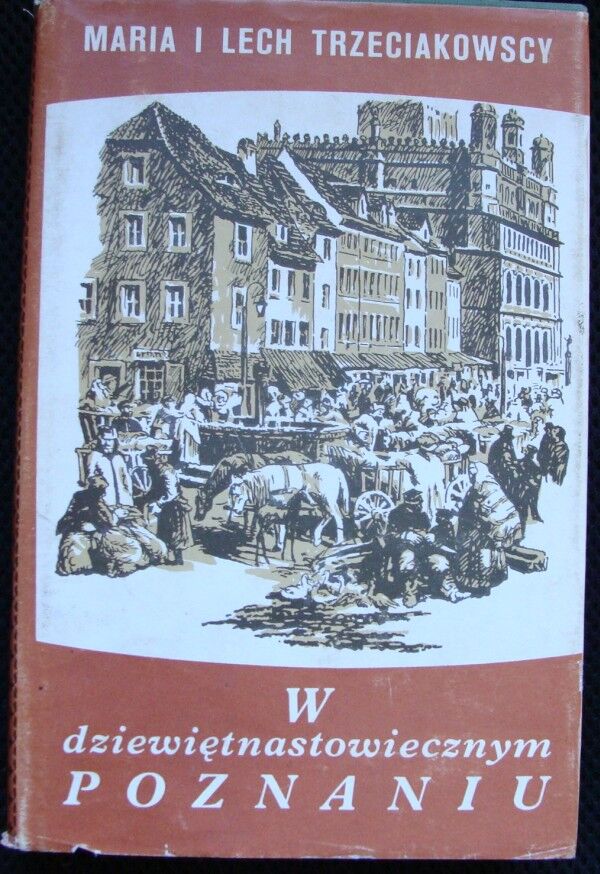 MARIA I LECH TRZECIAKOWSCY
W
dziewiętnastowiecznym
POZNANIU